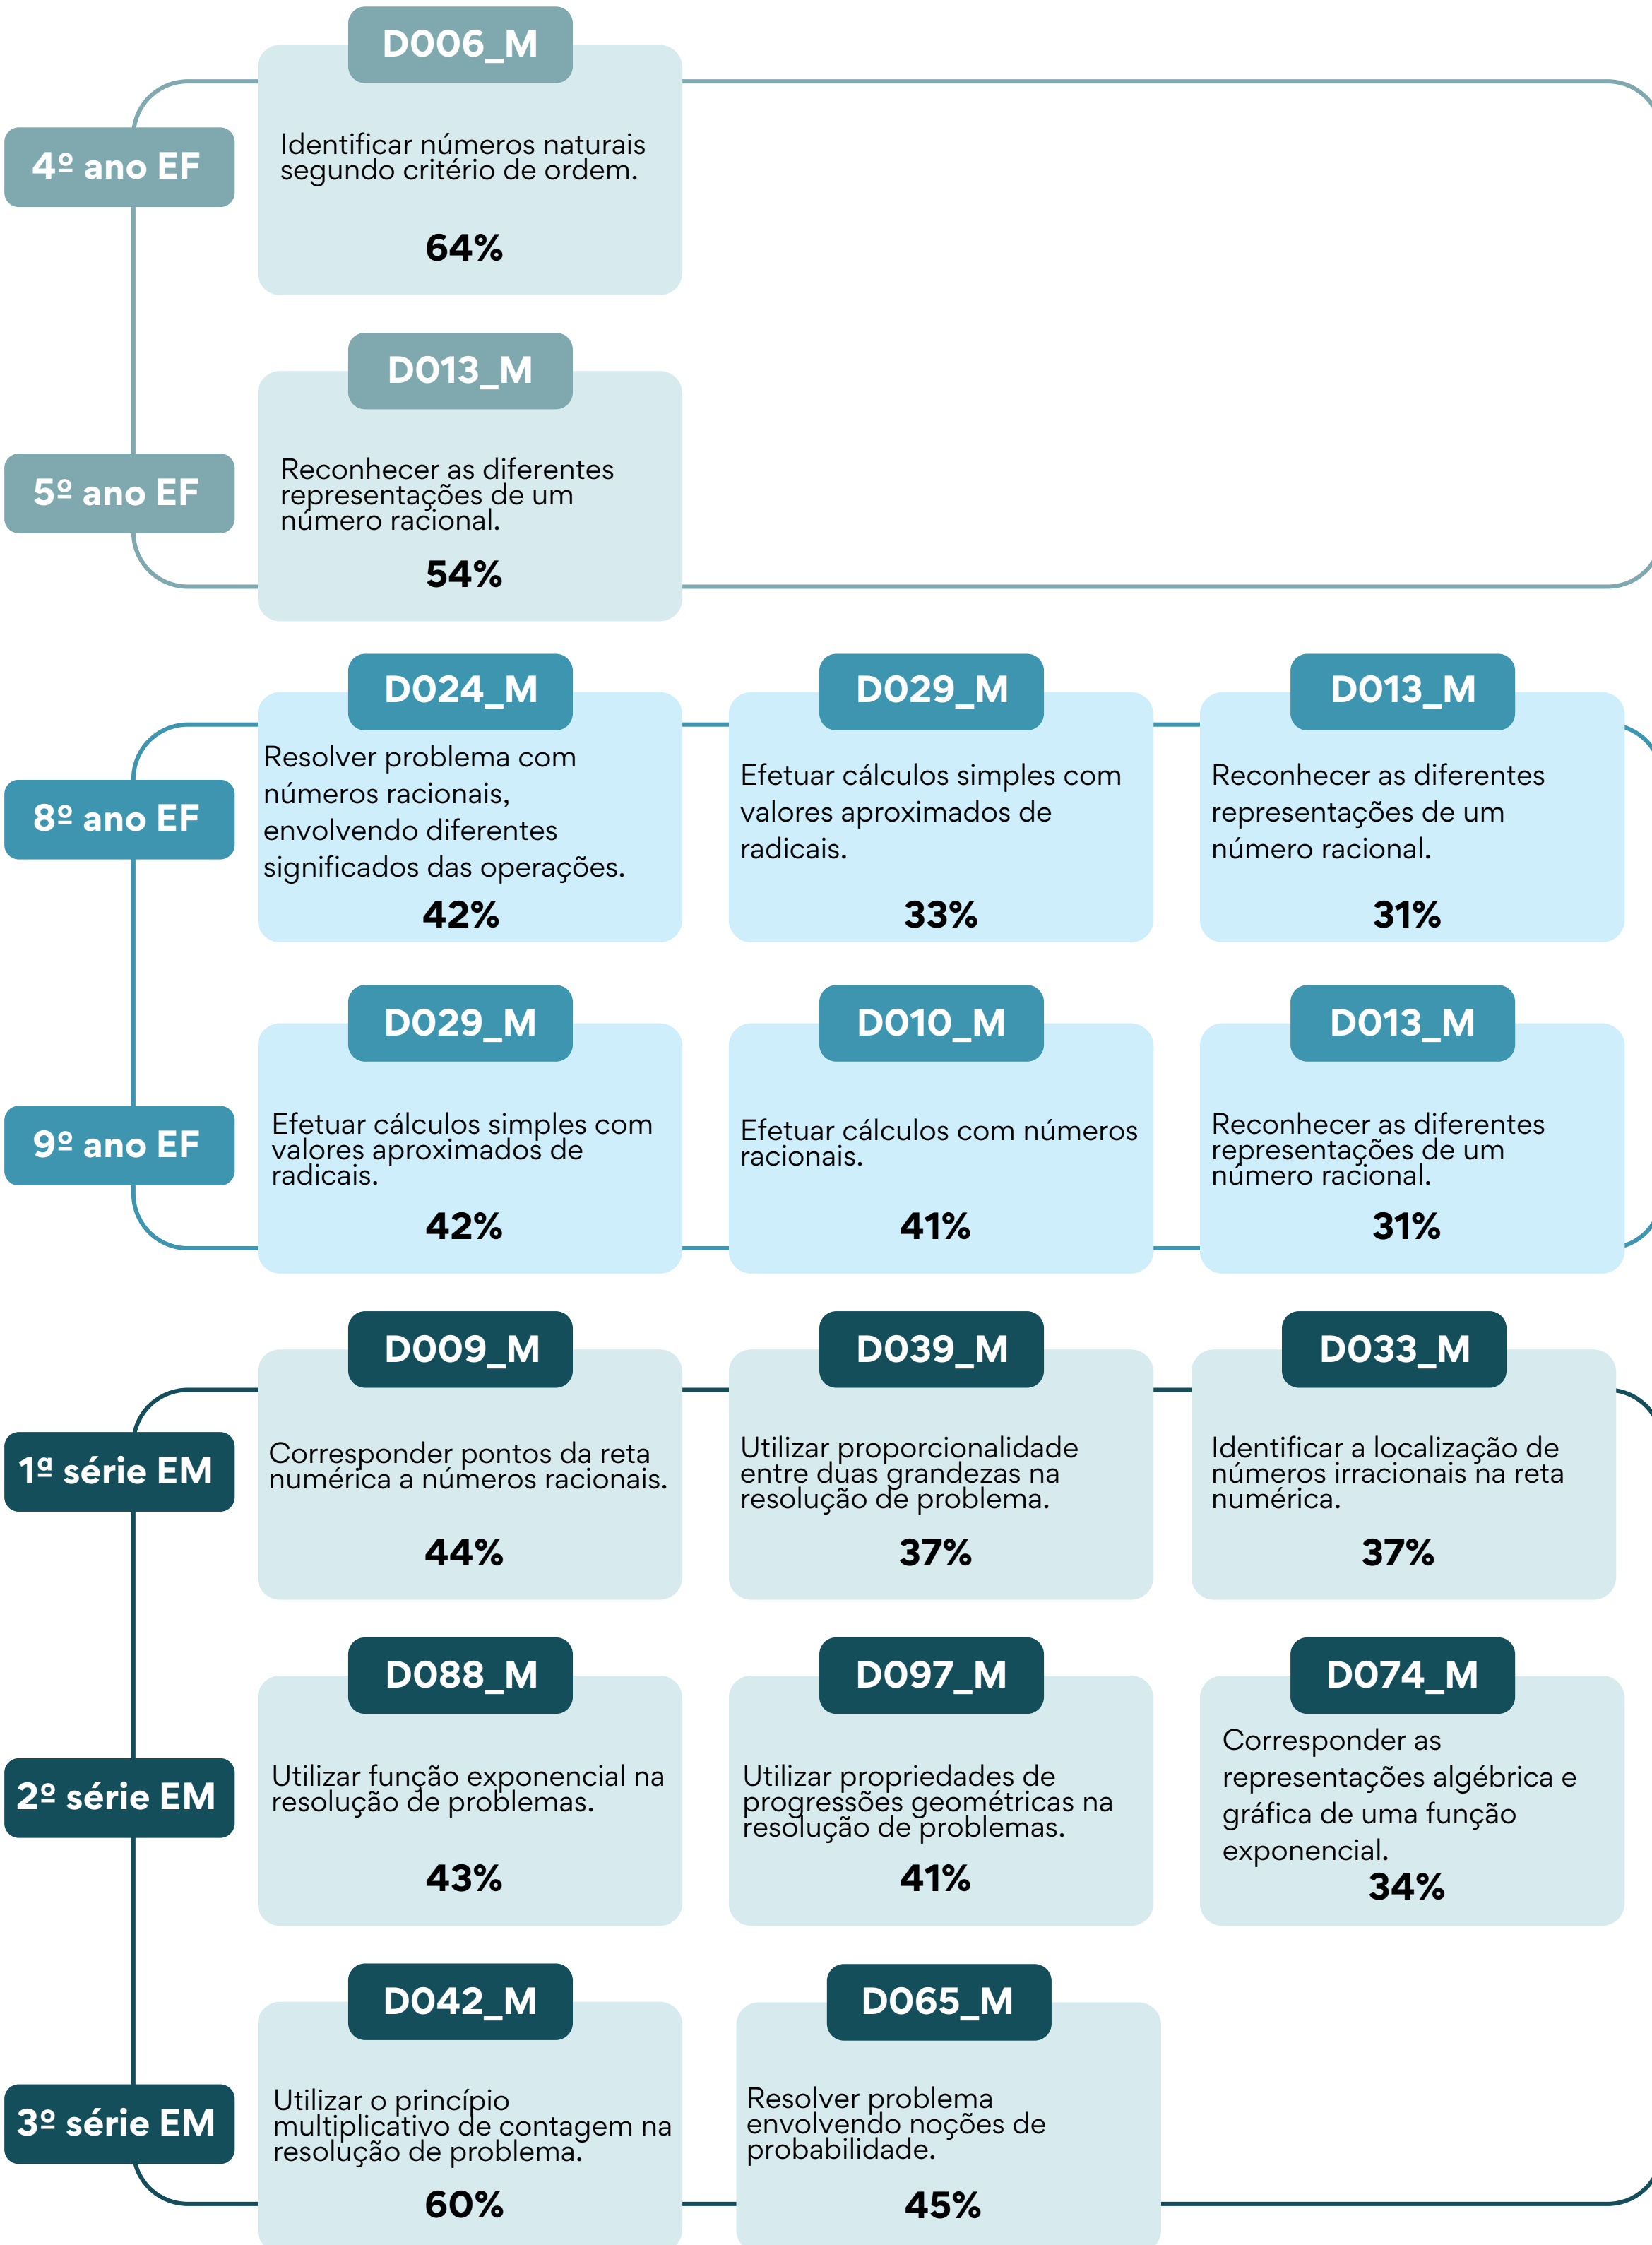 D006_M
4º ano EF
Identificar números naturais
segundo critério de ordem.
64%
D013_M
5º ano EF
Reconhecer as diferentes
representações de um
número racional.
54%
D024_M
D029_M
D013_M
8º ano EF
Resolver problema com
números racionais,
envolvendo diferentes
significados das operações.
42%
Efetuar cálculos simples com
valores aproximados de
radicais.
33%
Reconhecer as diferentes
representações de um
número racional.
31%
D029_M
D010_M
D013_M
9º ano EF
Efetuar cálculos simples com
valores aproximados de
radicais.
42%
Efetuar cálculos com números
racionais.
41%
Reconhecer as diferentes
representações de um
número racional.
31%
D009_M
D039_M
D033_M
1ª série EM
Corresponder pontos da reta
numérica a números racionais.
44%
Utilizar proporcionalidade
entre duas grandezas na
resolução de problema.
37%
Identificar a localização de
números irracionais na reta
numérica.
37%
D088_M
D097_M
D074_M
2º série EM
Utilizar função exponencial na
resolução de problemas.
43%
Utilizar propriedades de
progressões geométricas na
resolução de problemas.
41%
Corresponder as
representações algébrica e
gráfica de uma função
exponencial.
34%
D042_M
D065_M
3º série EM
Utilizar o princípio
multiplicativo de contagem na
resolução de problema.
60%
Resolver problema
envolvendo noções de
probabilidade.
45%